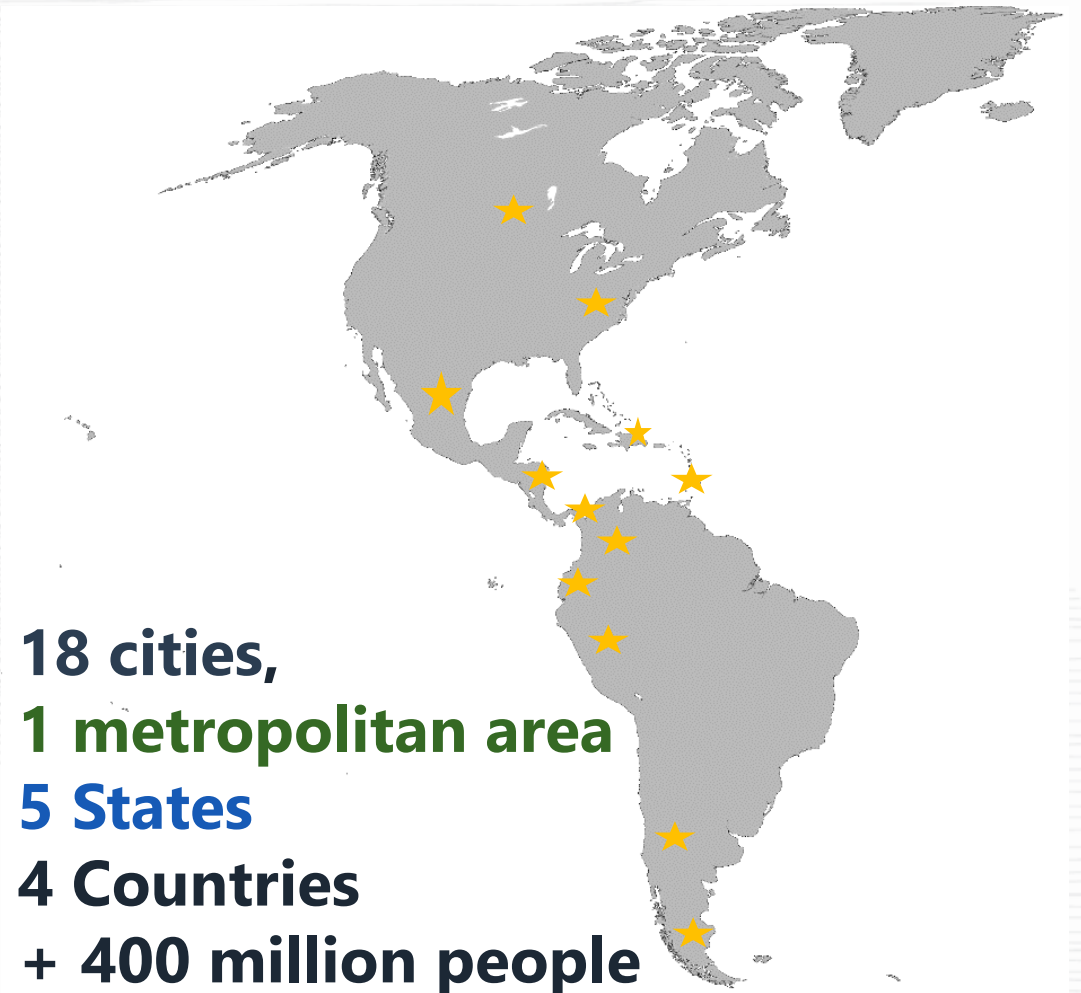 18 cities,
1 metropolitan area
5 States
4 Countries
+ 400 million people